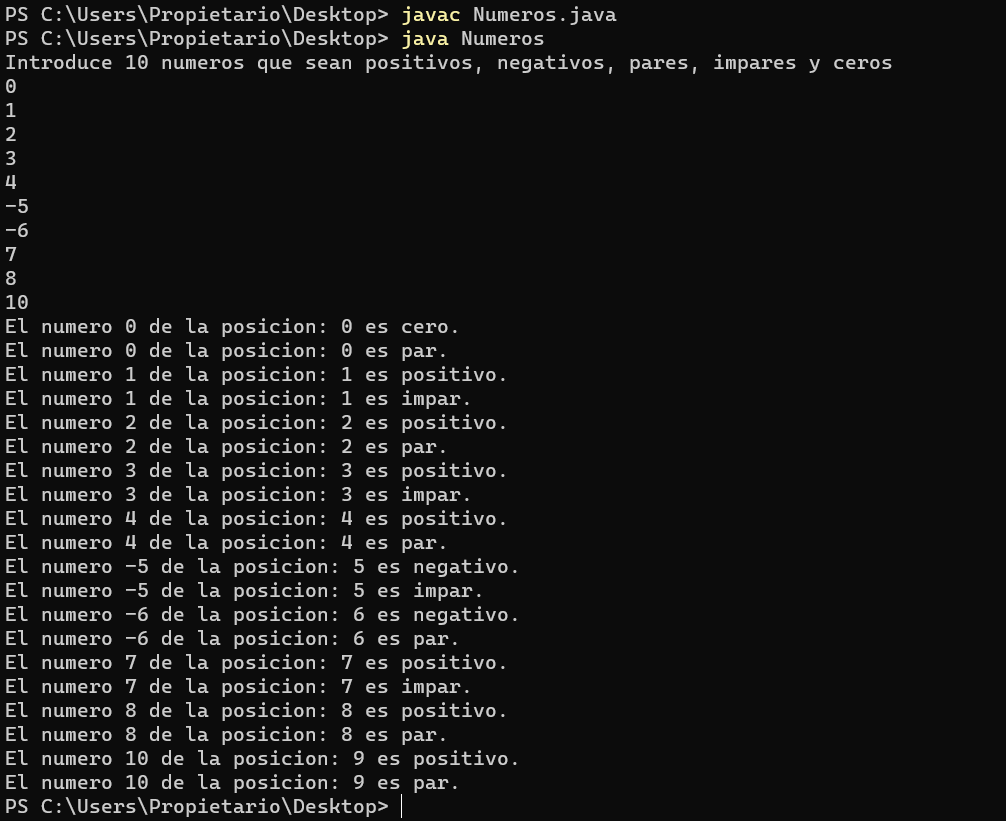 PS C:\Users\Propietario\Desktop> javac Numeros.java
PS C:\Users\Propietario\Desktop> java Numeros
Introduce 10 numeros que sean positivos, negativos, pares, impares y ceros
0
1
2
3
4
-5
-6
7
8
10
El numero 0 de la posicion: 0 es cero.
El numero 0 de la posicion: 0 es par.
El numero 1 de la posicion: 1 es positivo.
El numero 1 de la posicion: 1 es impar.
El numero 2 de la posicion: 2 es positivo.
El numero 2 de la posicion: 2 es par.
El numero 3 de la posicion: 3 es positivo.
El numero 3 de la posicion: 3 es impar.
El numero 4 de la posicion: 4 es positivo.
El numero 4 de la posicion: 4 es par.
El numero -5 de la posicion: 5 es negativo.
El numero -5 de la posicion: 5 es impar.
El numero -6 de la posicion: 6 es negativo.
El numero -6 de la posicion: 6 es par.
El numero 7 de la posicion: 7 es positivo.
El numero 7 de la posicion: 7 es impar.
El numero 8 de la posicion: 8 es positivo.
El numero 8 de la posicion: 8 es par.
El numero 10 de la posicion: 9 es positivo.
El numero 10 de la posicion: 9 es par.
PS C:\Users\Propietario\Desktop>